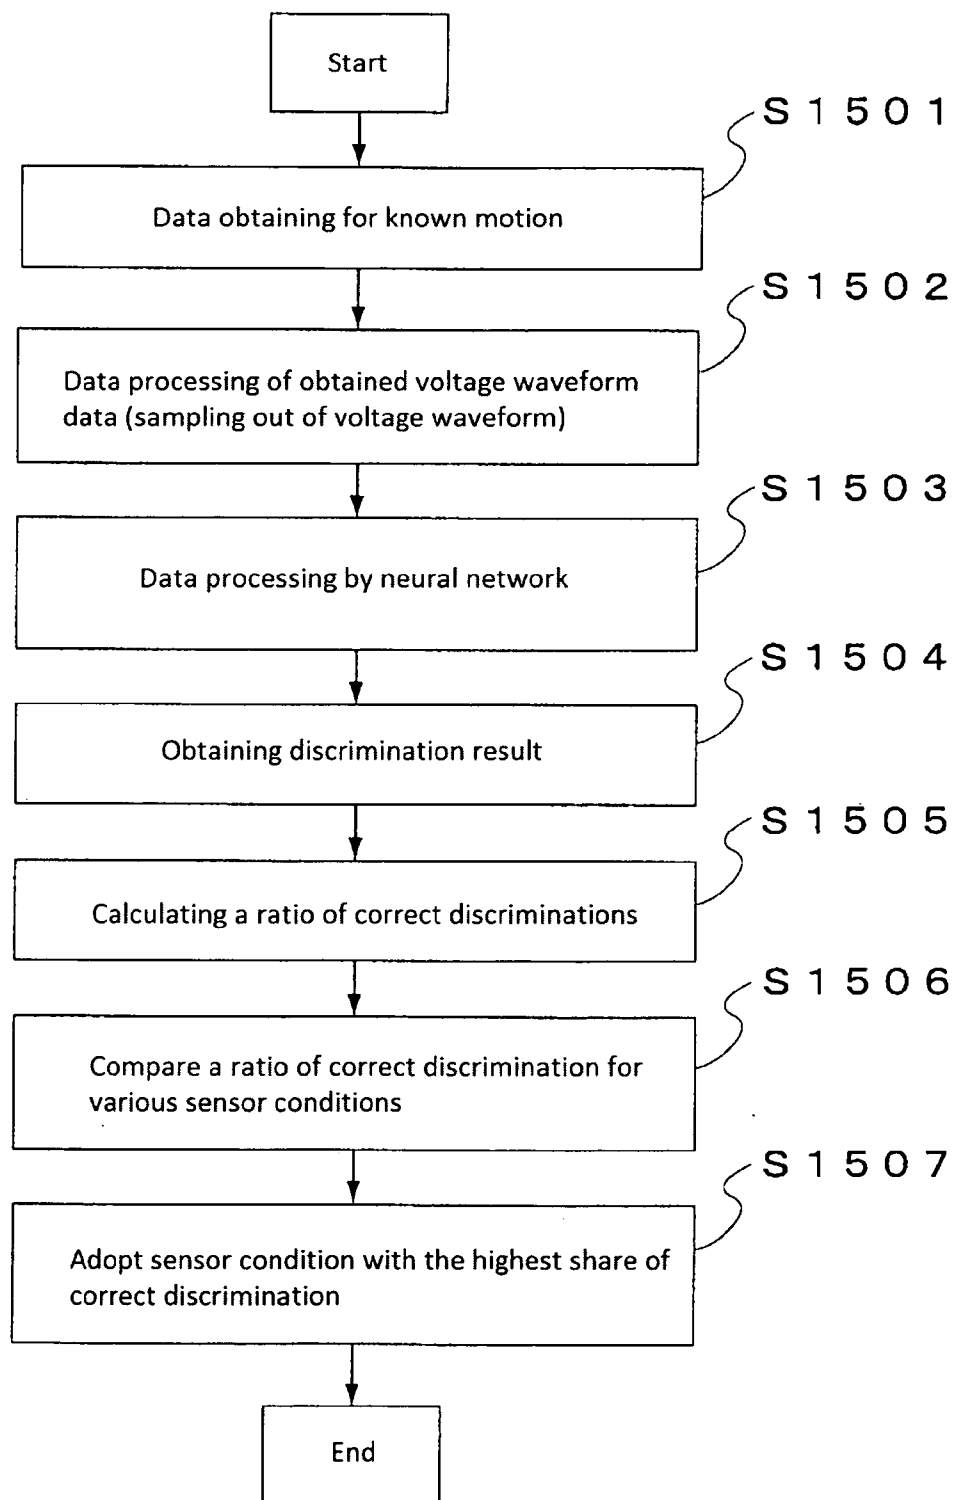 Start
S1501
Data obtaining for known motion
S1502
Data processing of obtained voltage waveform
data (sampling out of voltage waveform)
S1503
Data processing by neural network
S1504
Obtaining discrimination result
S1505
Calculating a ratio of correct discriminations
S1506
Compare a ratio of correct discrimination for
various sensor conditions
S1507
Adopt sensor condition with the highest share of
correct discrimination
End